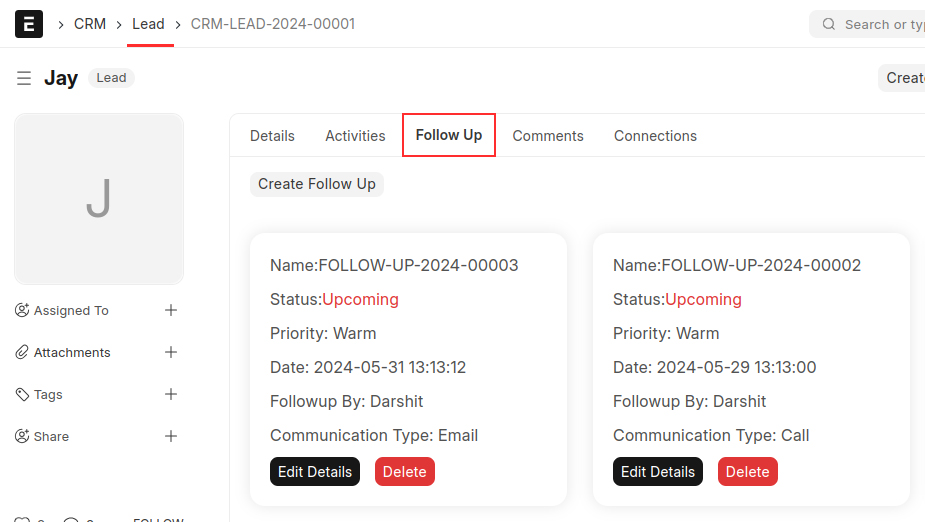 E CRM Lead CRM-LEAD-2024-00001 Search or typ
Jay Lead Create
J
Assigned To
Attachments
Tags
Share
FOLLOW
Details Activities Follow Up Comments Connections
Create Follow Up
Name:FOLLOW-UP-2024-00003
Status:Upcoming
Priority: Warm
Date: 2024-05-31 13:13:12
Followup By: Darshit
Communication Type: Email
Edit Details Delete
Name:FOLLOW-UP-2024-00002
Status:Upcoming
Priority: Warm
Date: 2024-05-29 13:13:00
Followup By: Darshit
Communication Type: Call
Edit Details Delete